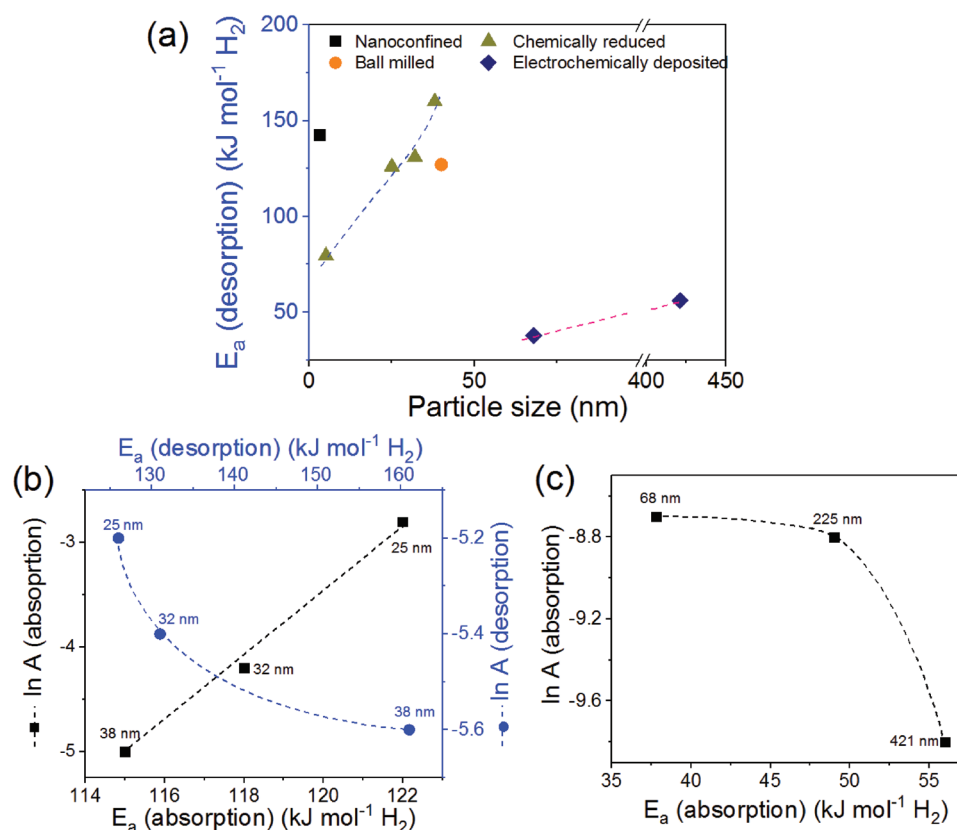 (a)
E_a (desorption) (kJ mol⁻¹ H₂)
200
150
100
50
Nanoconfined
Chemically reduced
Ball milled
Electrochemically deposited
0
50
400
450
Particle size (nm)
(b)
E_a (desorption) (kJ mol⁻¹ H₂)
130
140
150
160
ln A (absoprtion)
-3
-4
-5
25 nm
25 nm
32 nm
32 nm
38 nm
38 nm
-5.2
-5.4
-5.6
ln A (desorption)
114
116
118
120
122
E_a (absorption) (kJ mol⁻¹ H₂)
(c)
ln A (absorption)
-8.8
-9.2
-9.6
68 nm
225 nm
421 nm
35
40
45
50
55
E_a (absorption) (kJ mol⁻¹ H₂)